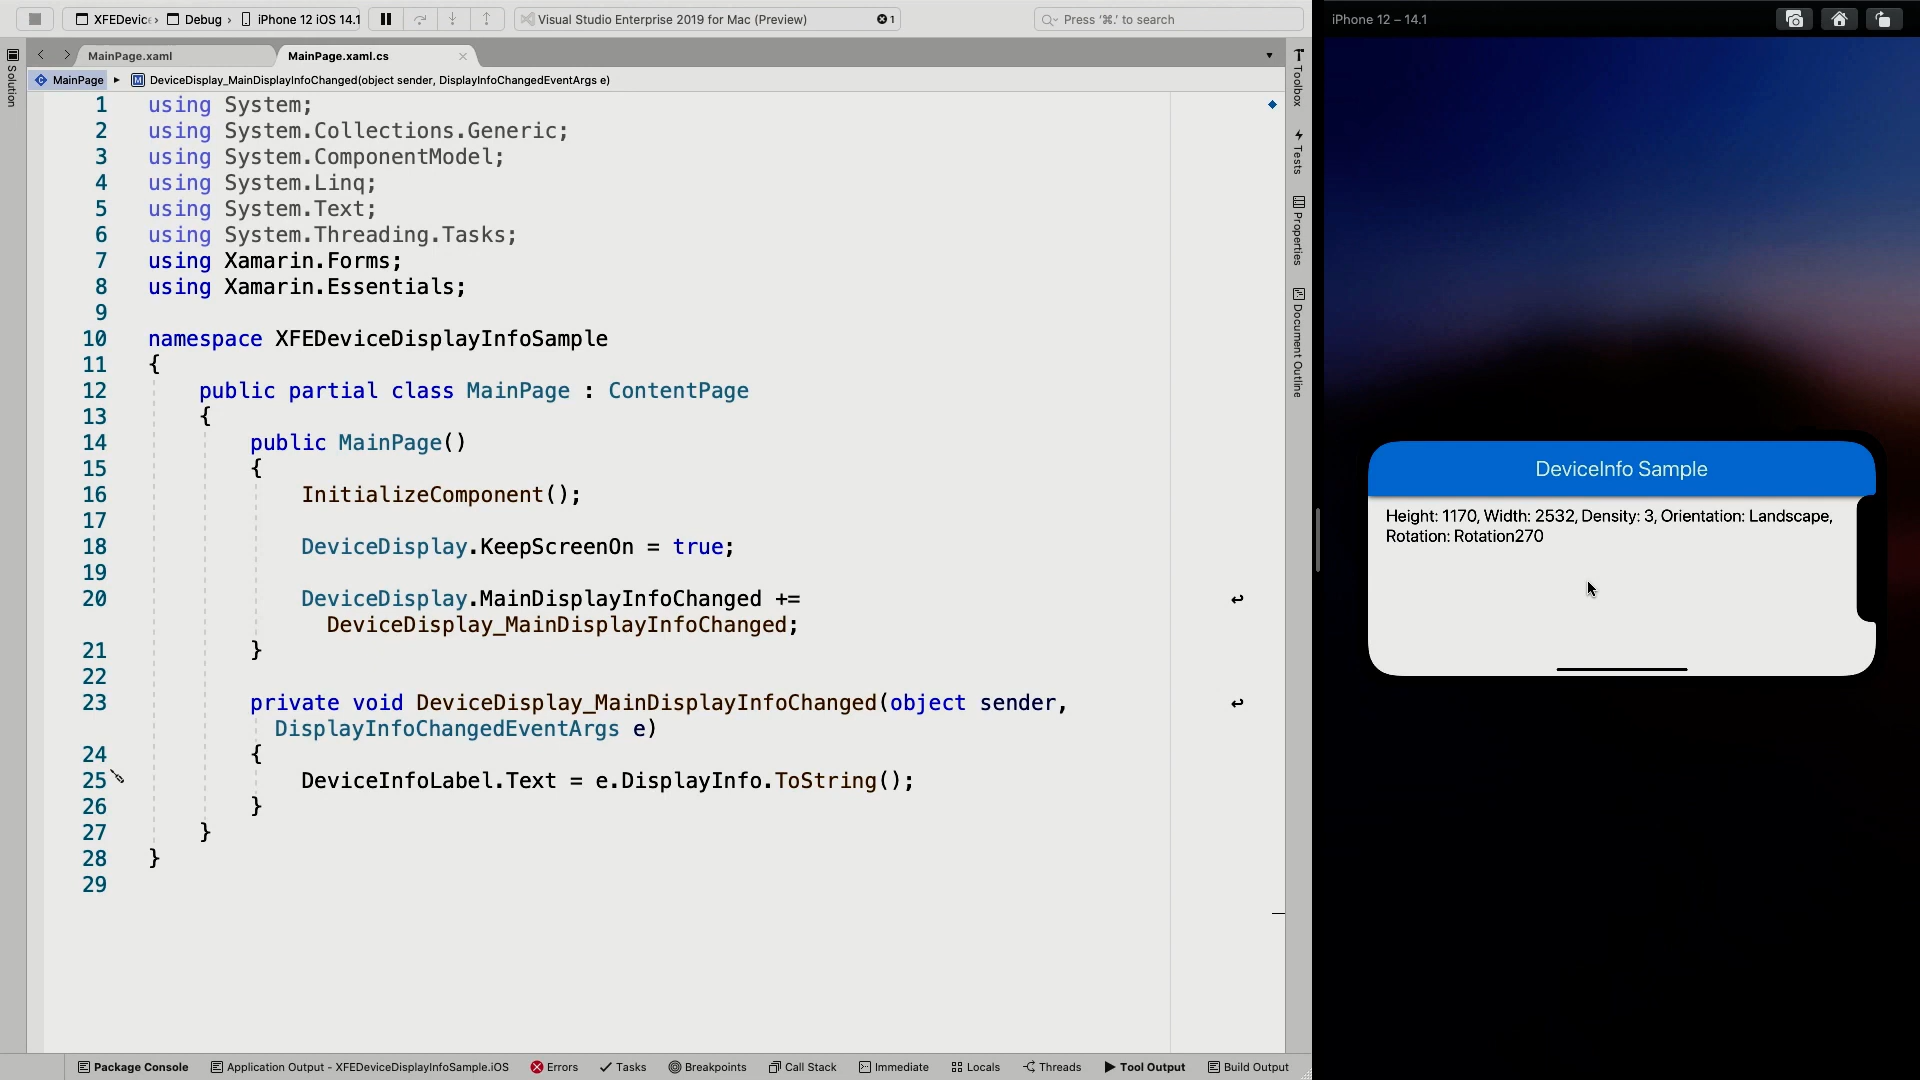 XFEDevic› Debug › iPhone 12 iOS 14.1
Visual Studio Enterprise 2019 for Mac (Preview)
1
Press ‘⌘.’ to search
iPhone 12 – 14.1
Solution
MainPage.xaml
MainPage.xaml.cs
MainPage ▸ M DeviceDisplay_MainDisplayInfoChanged(object sender, DisplayInfoChangedEventArgs e)
1 using System;
2 using System.Collections.Generic;
3 using System.ComponentModel;
4 using System.Linq;
5 using System.Text;
6 using System.Threading.Tasks;
7 using Xamarin.Forms;
8 using Xamarin.Essentials;
9
10 namespace XFEDeviceDisplayInfoSample
11 {
12 public partial class MainPage : ContentPage
13 {
14 public MainPage()
15 {
16 InitializeComponent();
17
18 DeviceDisplay.KeepScreenOn = true;
19
20 DeviceDisplay.MainDisplayInfoChanged +=
DeviceDisplay_MainDisplayInfoChanged;
21 }
22
23 private void DeviceDisplay_MainDisplayInfoChanged(object sender,
DisplayInfoChangedEventArgs e)
24 {
25 DeviceInfoLabel.Text = e.DisplayInfo.ToString();
26 }
27 }
28 }
29
Toolbox
Tests
Properties
Document Outline
DeviceInfo Sample
Height: 1170, Width: 2532, Density: 3, Orientation: Landscape,
Rotation: Rotation270
Package Console Application Output - XFEDeviceDisplayInfoSample.iOS Errors Tasks Breakpoints Call Stack Immediate Locals Threads Tool Output Build Output